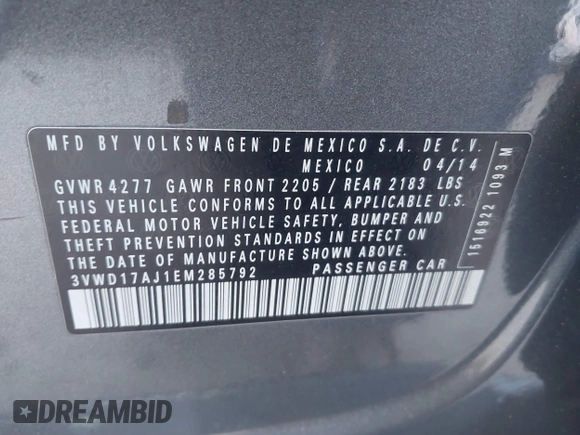 MFD BY VOLKSWAGEN DE MEXICO S.A. DE C.V.
MEXICO 04/14
GVWR 4277 GAWR FRONT 2205 / REAR 2183 LBS
THIS VEHICLE CONFORMS TO ALL APPLICABLE U.S.
FEDERAL MOTOR VEHICLE SAFETY, BUMPER AND
THEFT PREVENTION STANDARDS IN EFFECT ON
THE DATE OF MANUFACTURE SHOWN ABOVE.
3VWD17AJ1EM285792 PASSENGER CAR
1516922 1093 M
DREAMBID